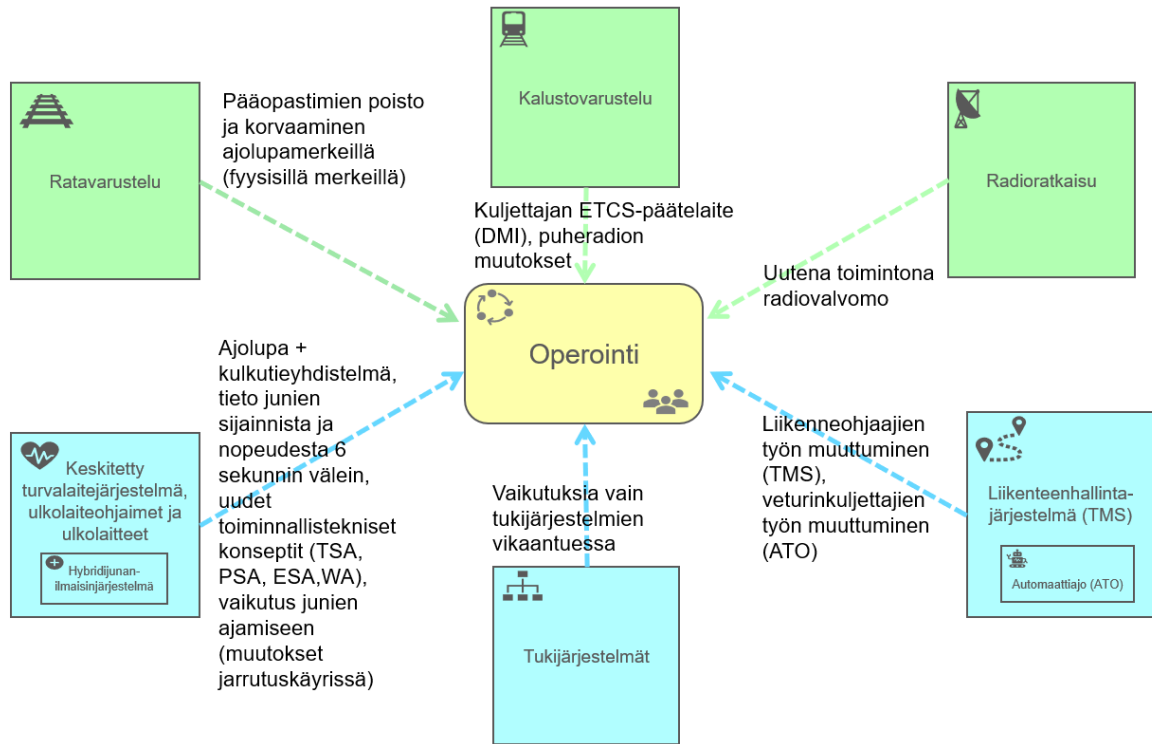 Kalustovarustelu
Pääopastimien poisto
ja korvaaminen
ajolupamerkeillä
(fyysisillä merkeillä)
Ratavarustelu
Radioratkaisu
Kuljettajan ETCS-päätelaite
(DMI), puheradion
muutokset
Uutena toimintona
radiovalvomo
Operointi
Ajolupa +
kulkutieyhdistelmä,
tieto junien
sijainnista ja
nopeudesta 6
sekunnin välein,
uudet
toiminnallistekniset
konseptit (TSA,
PSA, ESA,WA),
vaikutus junien
ajamiseen
(muutokset
jarrutuskäyrissä)
Keskitetty
turvalaitejärjestelmä,
ulkolaiteohjaimet ja
ulkolaitteet
Hybridijunan-
ilmaisinjärjestelmä
Vaikutuksia vain
tukijärjestelmien
vikaantuessa
Tukijärjestelmät
Liikenneohjaajien
työn muuttuminen
(TMS),
veturinkuljettajien
työn muuttuminen
(ATO)
Liikenteenhallinta-
järjestelmä (TMS)
Automaattiajo (ATO)